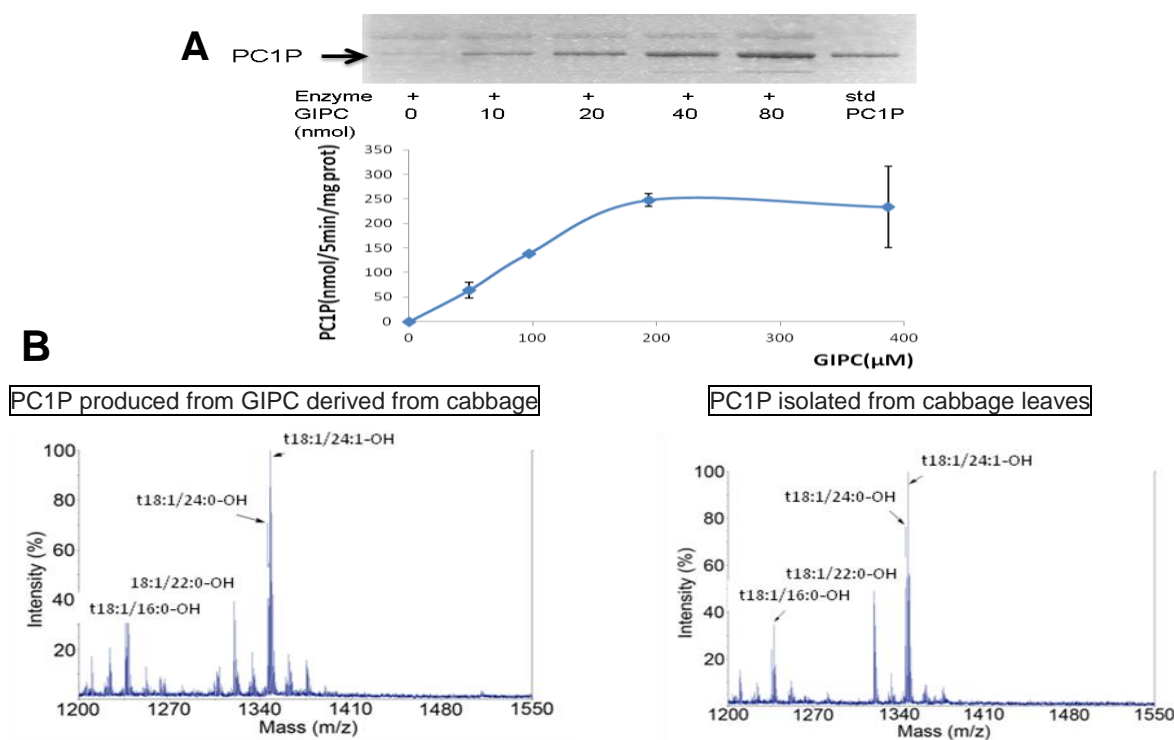 A
PC1P
Enzyme + + + + + std
GIPC 0 10 20 40 80 PC1P
(nmol)
PC1P(nmol/5min/mgprot)
350
300
250
200
150
100
50
0
0 100 200 300 400
GIPC(µM)
B
PC1P produced from GIPC derived from cabbage
t18:1/24:1-OH
t18:1/24:0-OH
18:1/22:0-OH
t18:1/16:0-OH
Intensity (%)
100
80
60
40
20
1200 1270 1340 1410 1480 1550
Mass (m/z)
PC1P isolated from cabbage leaves
t18:1/24:1-OH
t18:1/24:0-OH
t18:1/22:0-OH
t18:1/16:0-OH
Intensity (%)
100
80
60
40
20
1200 1270 1340 1410 1480 1550
Mass (m/z)